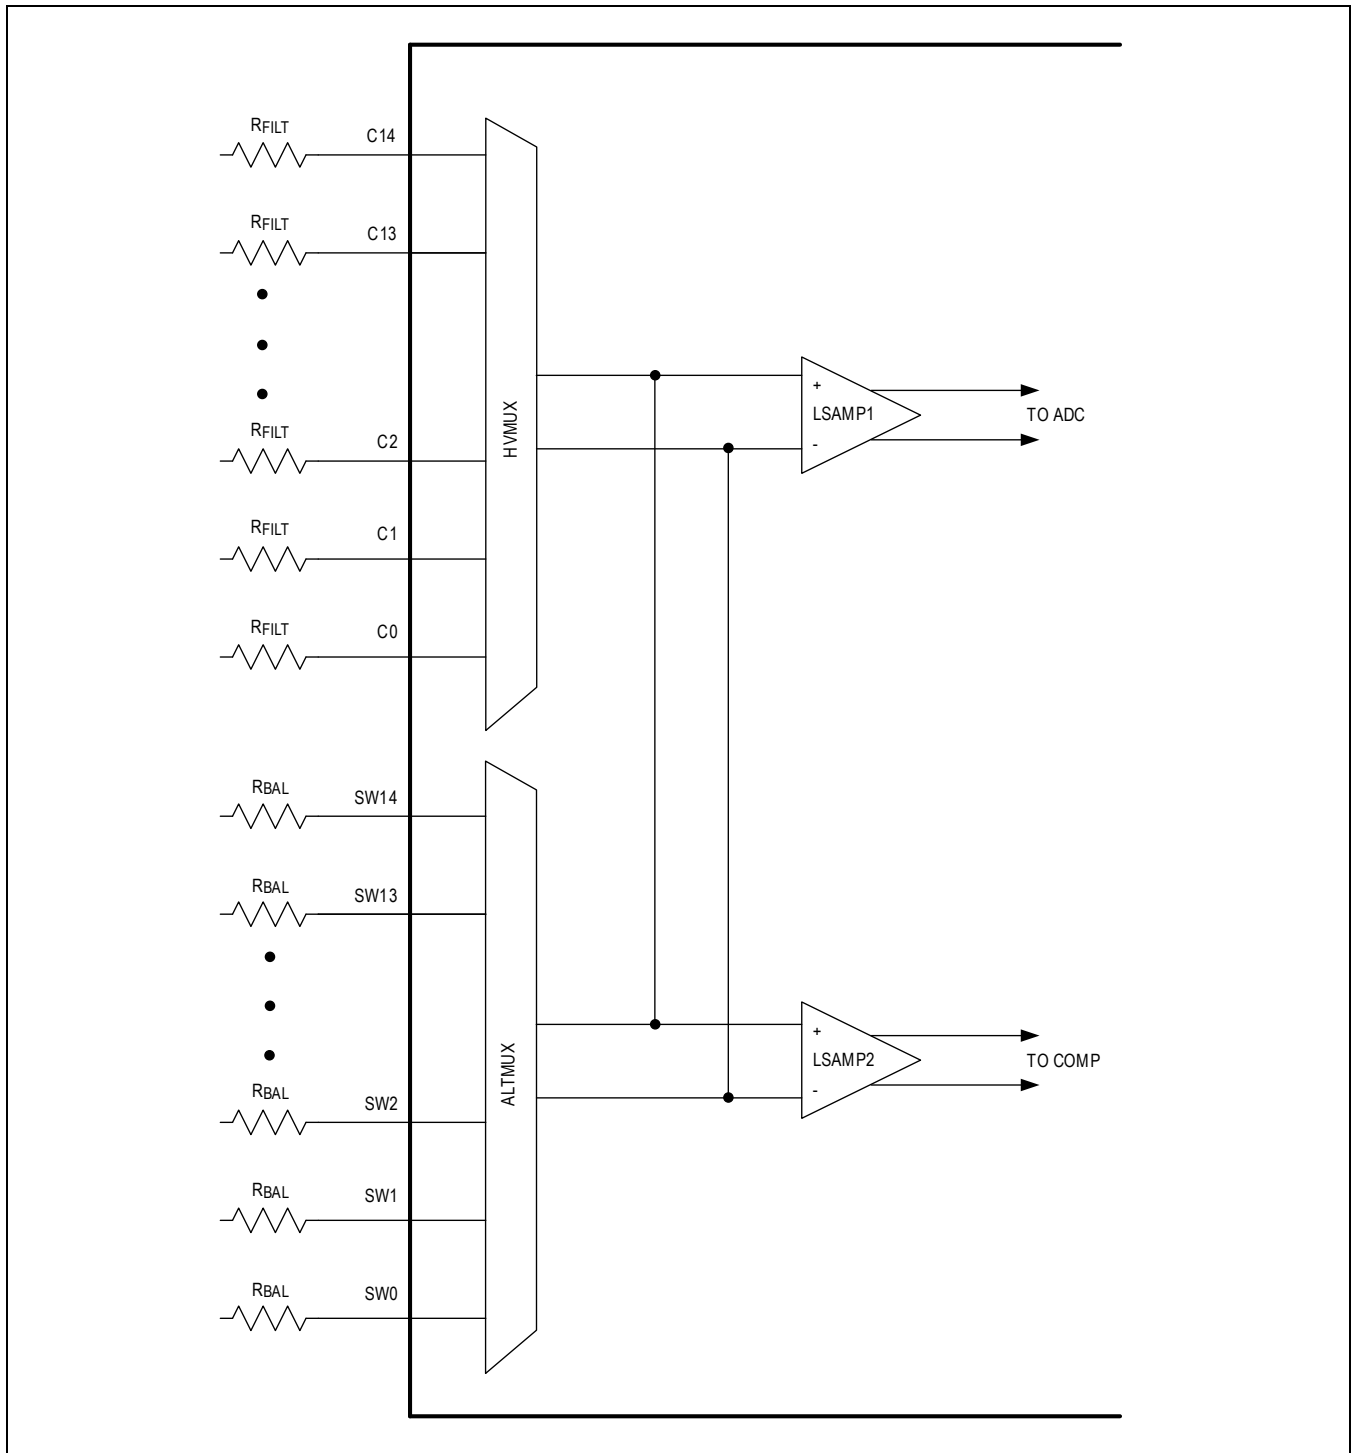 RFILT
C14
RFILT
C13
RFILT
C2
RFILT
C1
RFILT
C0
HVMUX
+
LSAMP1
-
TO ADC
RBAL
SW14
RBAL
SW13
RBAL
SW2
RBAL
SW1
RBAL
SW0
ALTMUX
+
LSAMP2
-
TO COMP